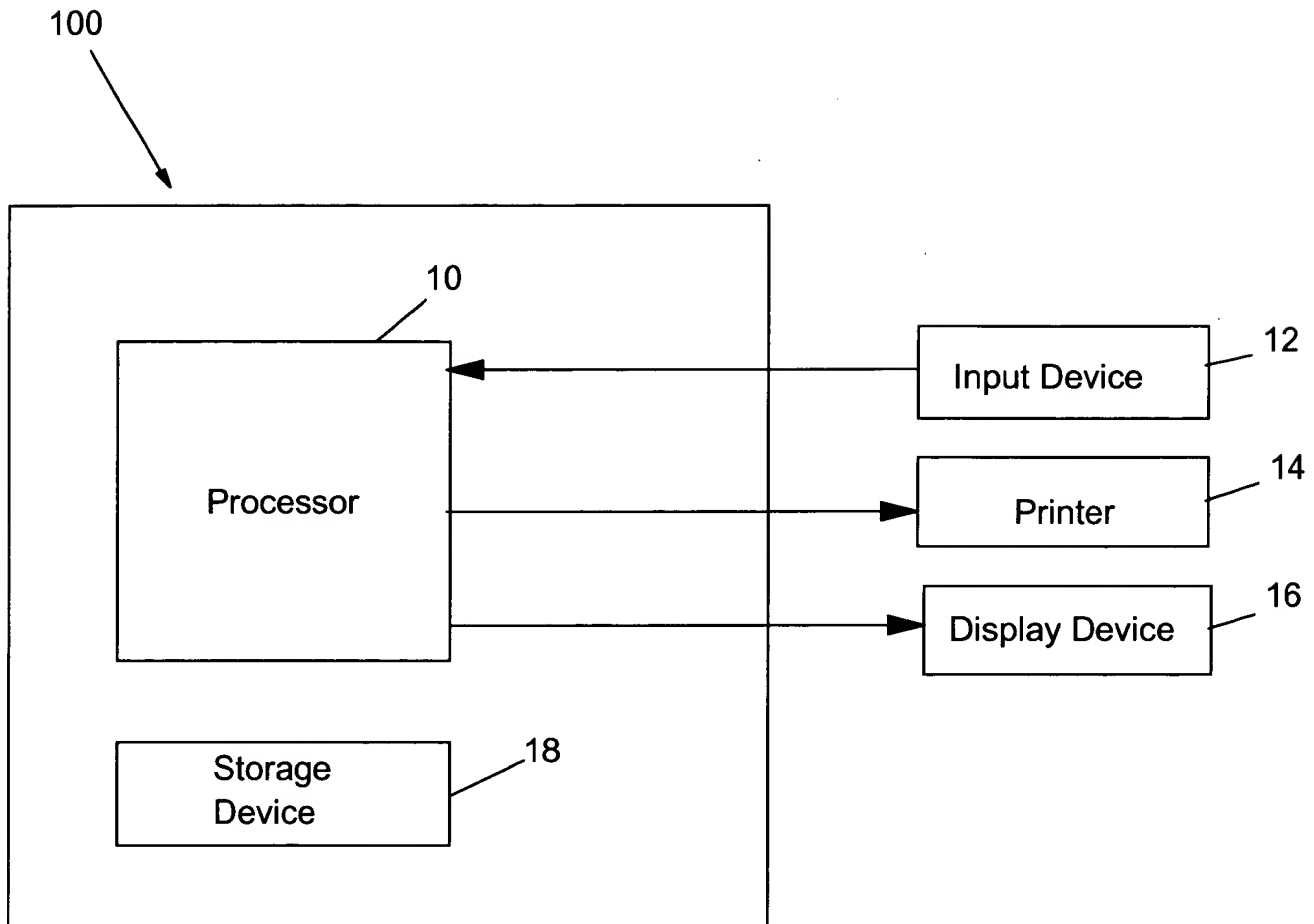 100
10
12
Input Device
14
Processor
Printer
16
Display Device
18
Storage
Device